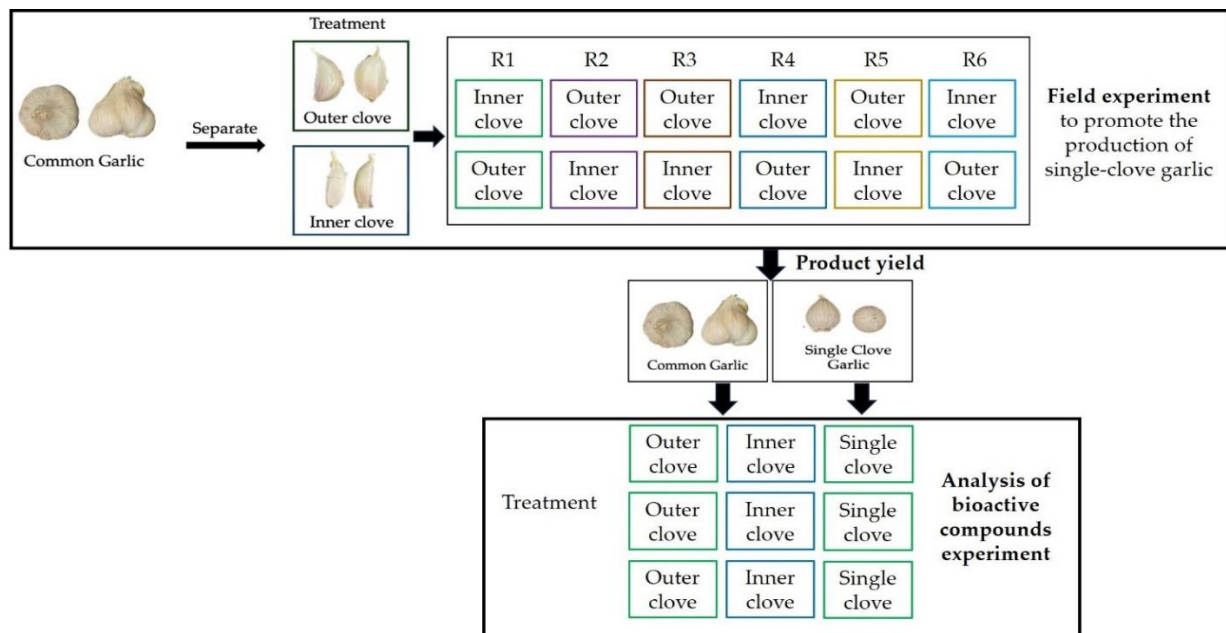 Treatment
Common Garlic
Separate
Outer clove
Inner clove
R1 R2 R3 R4 R5 R6
Inner Outer Outer Inner Outer Inner
clove clove clove clove clove clove
Outer Inner Inner Outer Inner Outer
clove clove clove clove clove clove
Field experiment
to promote the
production of
single-clove garlic
Product yield
Common Garlic
Single Clove
Garlic
Treatment
Outer Inner Single
clove clove clove
Outer Inner Single
clove clove clove
Outer Inner Single
clove clove clove
Analysis of
bioactive
compounds
experiment